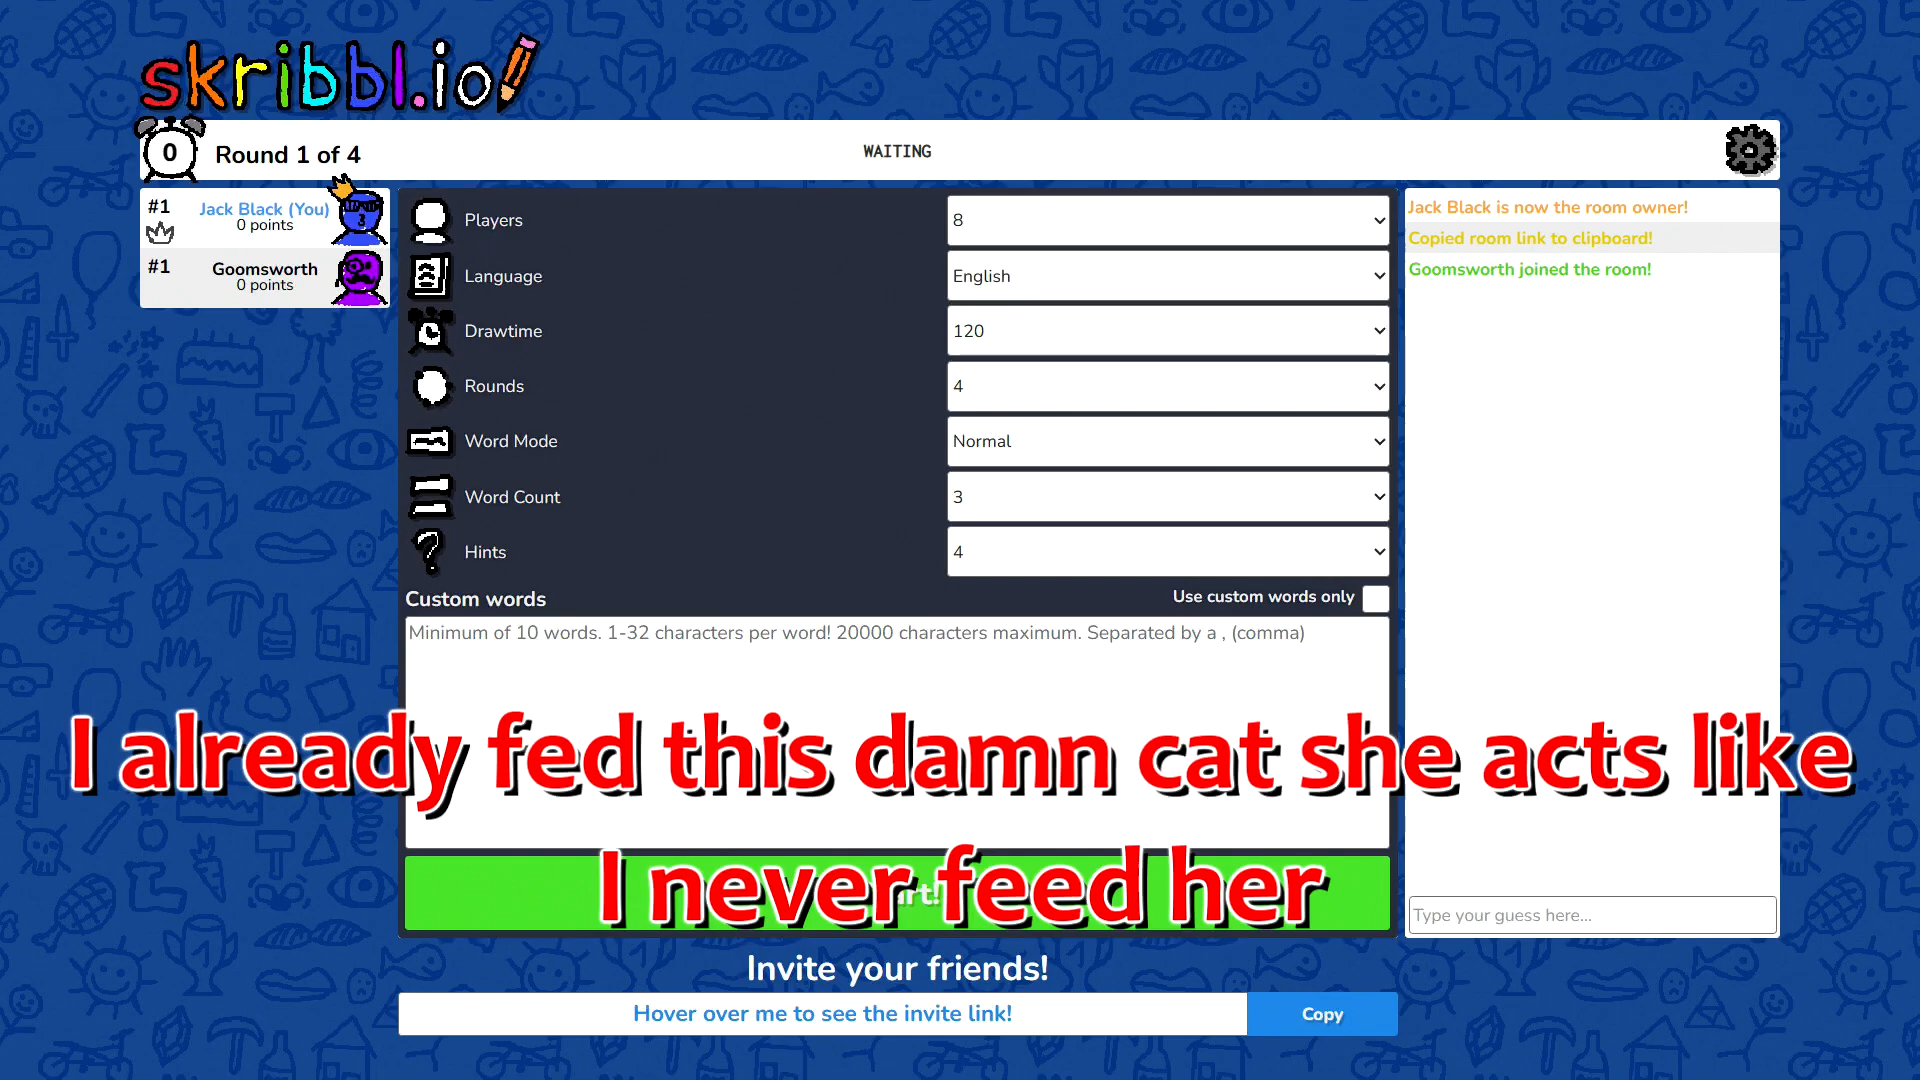 skribbl.io
0
Round 1 of 4
WAITING
#1
Jack Black (You)
0 points
#1
Goomsworth
0 points
Players
8
Language
English
Drawtime
120
Rounds
4
Word Mode
Normal
Word Count
3
Hints
4
Custom words
Use custom words only
Minimum of 10 words. 1-32 characters per word! 20000 characters maximum. Separated by a , (comma)
Jack Black is now the room owner!
Copied room link to clipboard!
Goomsworth joined the room!
I already fed this damn cat she acts like
I never feed her
Type your guess here...
Invite your friends!
Hover over me to see the invite link!
Copy